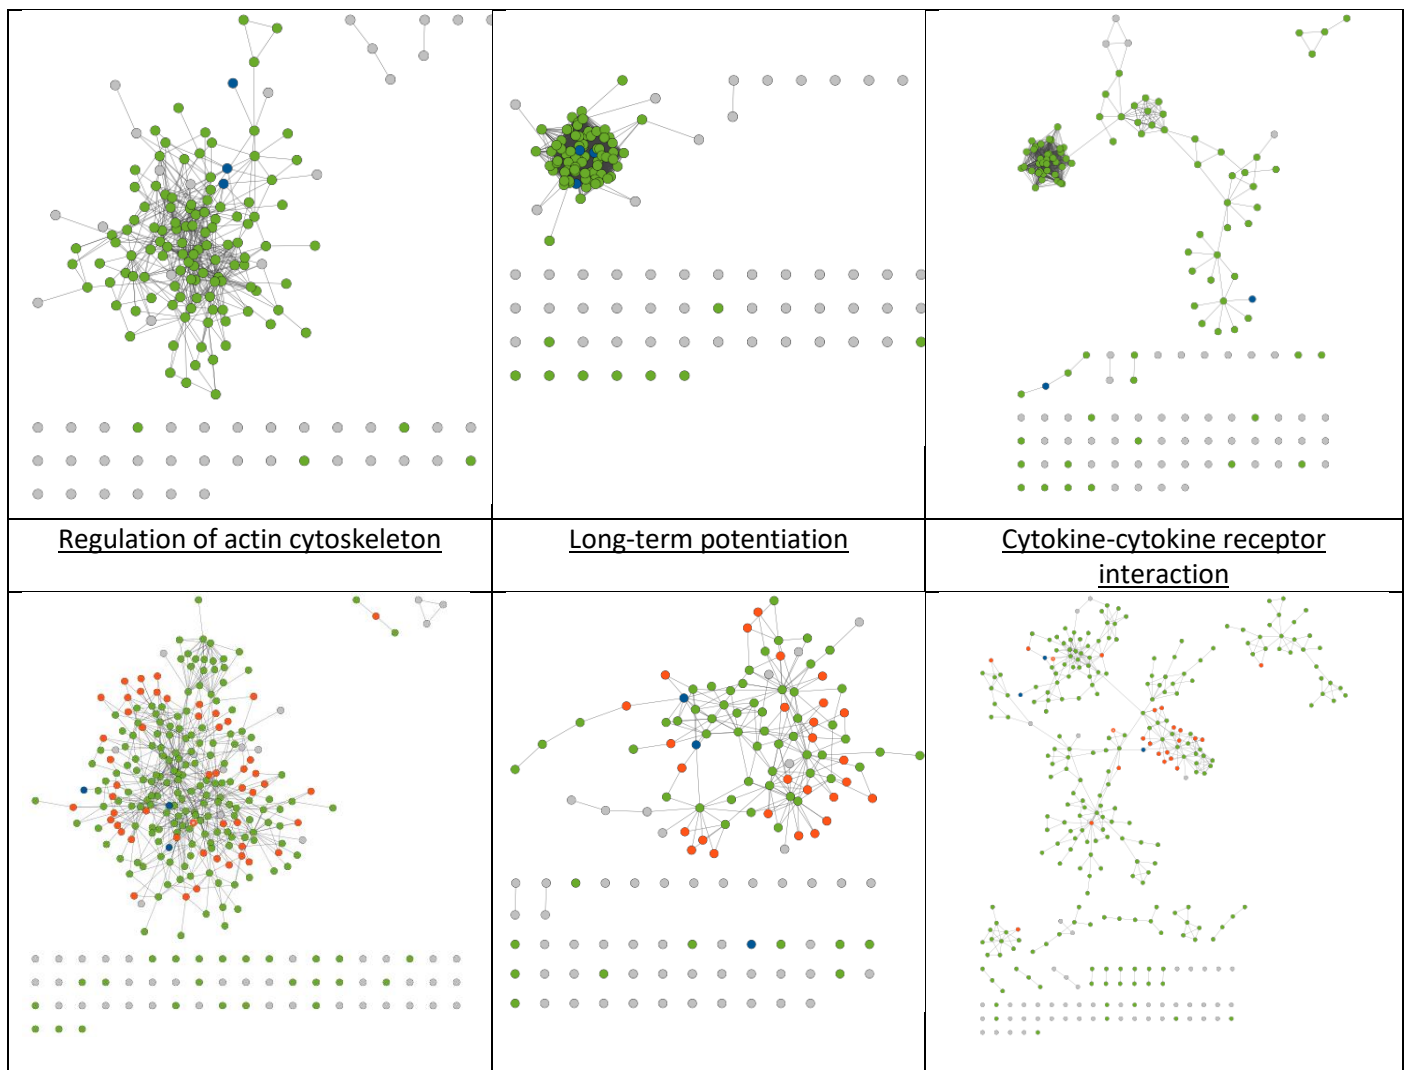 Regulation of actin cytoskeleton
Long-term potentiation
Cytokine-cytokine receptor
interaction